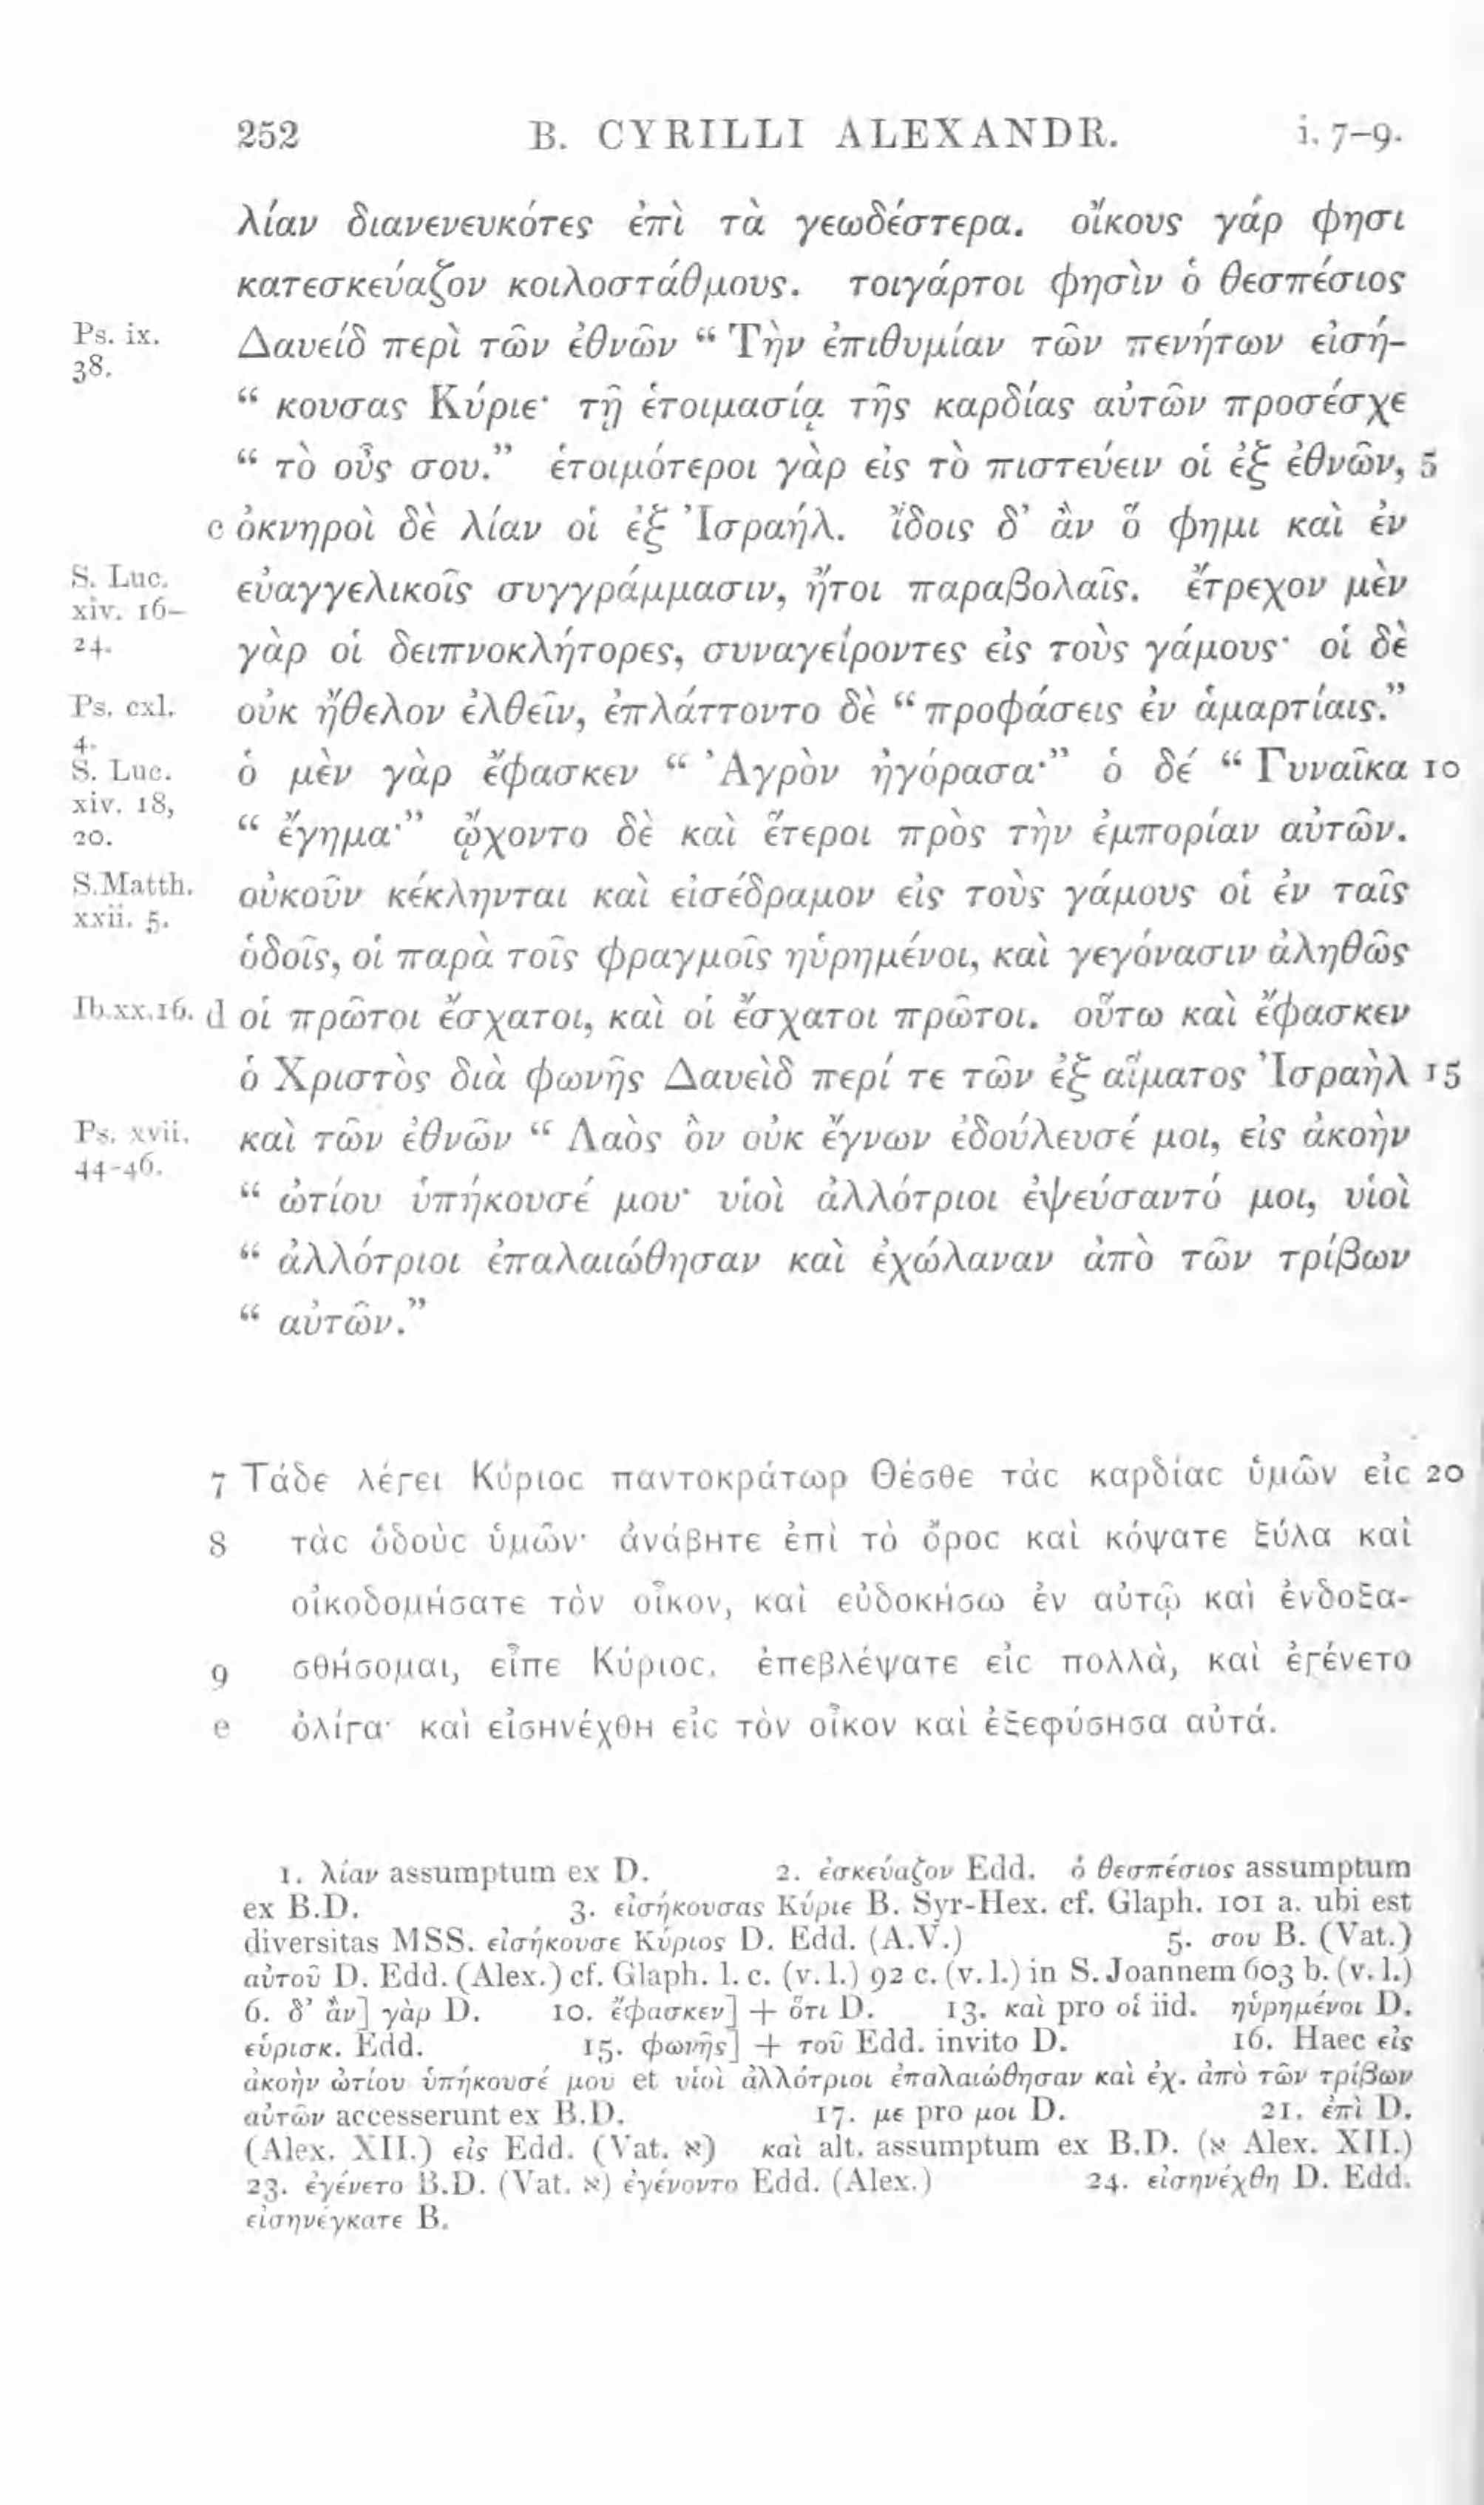 252 B. CYRILLI ALEXANDR. i. 7-9.
λίαν διανενευκότες ἐπὶ τὰ γεωδέστερα. οἴκους γάρ φησι
κατεσκεύαζον κοιλοστάθμους. τοιγάρτοι φησὶν ὁ θεσπέσιος
Ps. ix. Δαυεὶδ περὶ τῶν ἐθνῶν “ Τὴν ἐπιθυμίαν τῶν πενήτων εἰσή-
38.
“ κουσας Κύριε· τῇ ἑτοιμασίᾳ τῆς καρδίας αὐτῶν προσέσχε
“ τὸ οὖς σου.” ἑτοιμότεροι γὰρ εἰς τὸ πιστεύειν οἱ ἐξ ἐθνῶν, 5
c ὀκνηροὶ δὲ λίαν οἱ ἐξ Ἰσραήλ. ἴδοις δ’ ἂν ὅ φημι καὶ ἐν
S. Luc. εὐαγγελικοῖς συγγράμμασιν, ἤτοι παραβολαῖς. ἔτρεχον μὲν
xiv. 16-
24. γὰρ οἱ δειπνοκλήτορες, συναγείροντες εἰς τοὺς γάμους· οἱ δὲ
Ps. cxl. οὐκ ἤθελον ἐλθεῖν, ἐπλάττοντο δὲ “ προφάσεις ἐν ἁμαρτίαις.”
4.
S. Luc. ὁ μὲν γὰρ ἔφασκεν “ Ἀγρὸν ἠγόρασα·” ὁ δέ “ Γυναῖκα 10
xiv. 18,
20. “ ἔγημα·” ᾤχοντο δὲ καὶ ἕτεροι πρὸς τὴν ἐμπορίαν αὐτῶν.
S. Matth. οὐκοῦν κέκληνται καὶ εἰσέδραμον εἰς τοὺς γάμους οἱ ἐν ταῖς
xxii. 5.
ὁδοῖς, οἱ παρὰ τοῖς φραγμοῖς ηὑρημένοι, καὶ γεγόνασιν ἀληθῶς
Ib. xx. 16. d οἱ πρῶτοι ἔσχατοι, καὶ οἱ ἔσχατοι πρῶτοι. οὕτω καὶ ἔφασκεν
ὁ Χριστὸς διὰ φωνῆς Δαυεὶδ περί τε τῶν ἐξ αἵματος Ἰσραὴλ 15
Ps. xvii. καὶ τῶν ἐθνῶν “ Λαὸς ὃν οὐκ ἔγνων ἐδούλευσέ μοι, εἰς ἀκοὴν
44-46.
“ ὠτίου ὑπήκουσέ μου· υἱοὶ ἀλλότριοι ἐψεύσαντό μοι, υἱοὶ
“ ἀλλότριοι ἐπαλαιώθησαν καὶ ἐχώλαναν ἀπὸ τῶν τρίβων
“ αὐτῶν.”
7 Τάδε λέγει Κύριος παντοκράτωρ Θέσθε τὰς καρδίας ὑμῶν εἰς 20
8 τὰς ὁδοὺς ὑμῶν· ἀνάβητε ἐπὶ τὸ ὄρος καὶ κόψατε ξύλα καὶ
οἰκοδομήσατε τὸν οἶκον, καὶ εὐδοκήσω ἐν αὐτῷ καὶ ἐνδοξα-
9 σθήσομαι, εἶπε Κύριος. ἐπεβλέψατε εἰς πολλὰ, καὶ ἐγένετο
e ὀλίγα· καὶ εἰσηνέχθη εἰς τὸν οἶκον καὶ ἐξεφύσησα αὐτά.
1. λίαν assumptum ex D. 2. ἐσκεύαζον Edd. ὁ θεσπέσιος assumptum
ex B.D. 3. εἰσήκουσας Κύριε B. Syr-Hex. cf. Glaph. 101 a. ubi est
diversitas MSS. εἰσήκουσε Κύριος D. Edd. (A.V.) 5. σου B. (Vat.)
αὐτοῦ D. Edd. (Alex.) cf. Glaph. l. c. (v. l.) 92 c. (v. l.) in S. Joannem 603 b. (v. l.)
6. δ’ ἂν] γὰρ D. 10. ἔφασκεν] + ὅτι D. 13. καὶ pro οἱ iid. ηὑρημένοι D.
εὑρισκ. Edd. 15. φωνῆς] + τοῦ Edd. invito D. 16. Haec εἰς
ἀκοὴν ὠτίου ὑπήκουσέ μου et υἱοὶ ἀλλότριοι ἐπαλαιώθησαν καὶ ἐχ. ἀπὸ τῶν τρίβων
αὐτῶν accesserunt ex B.D. 17. με pro μοι D. 21. ἐπὶ D.
(Alex. XII.) εἰς Edd. (Vat. א) καὶ alt. assumptum ex B.D. (א Alex. XII.)
23. ἐγένετο B.D. (Vat. א) ἐγένοντο Edd. (Alex.) 24. εἰσηνέχθη D. Edd.
εἰσηνέγκατε B.